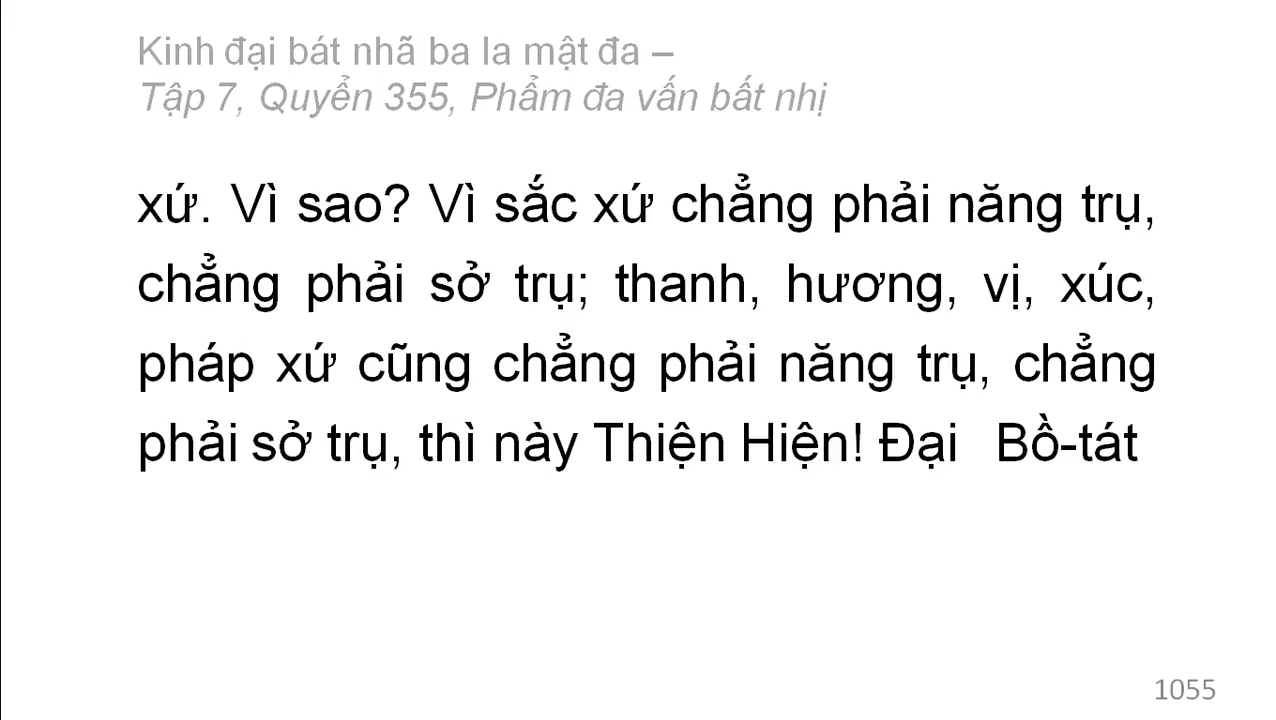 Kinh đại bát nhã ba la mật đa –
Tập 7, Quyển 355, Phẩm đa vấn bất nhị
xứ. Vì sao? Vì sắc xứ chẳng phải năng trụ,
chẳng phải sở trụ; thanh, hương, vị, xúc,
pháp xứ cũng chẳng phải năng trụ, chẳng
phải sở trụ, thì này Thiện Hiện! Đại Bồ-tát
1055